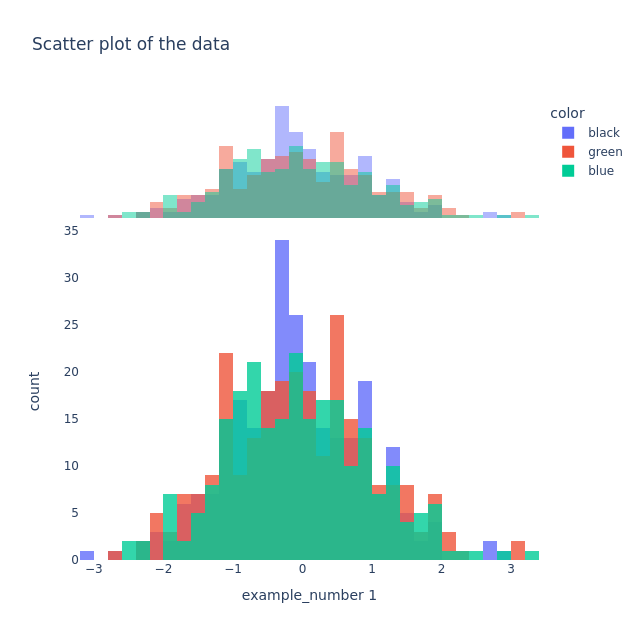 Scatter plot of the data
color
black
green
blue
35
30
25
20
15
10
5
0
count
−3 −2 −1 0 1 2 3
example_number 1